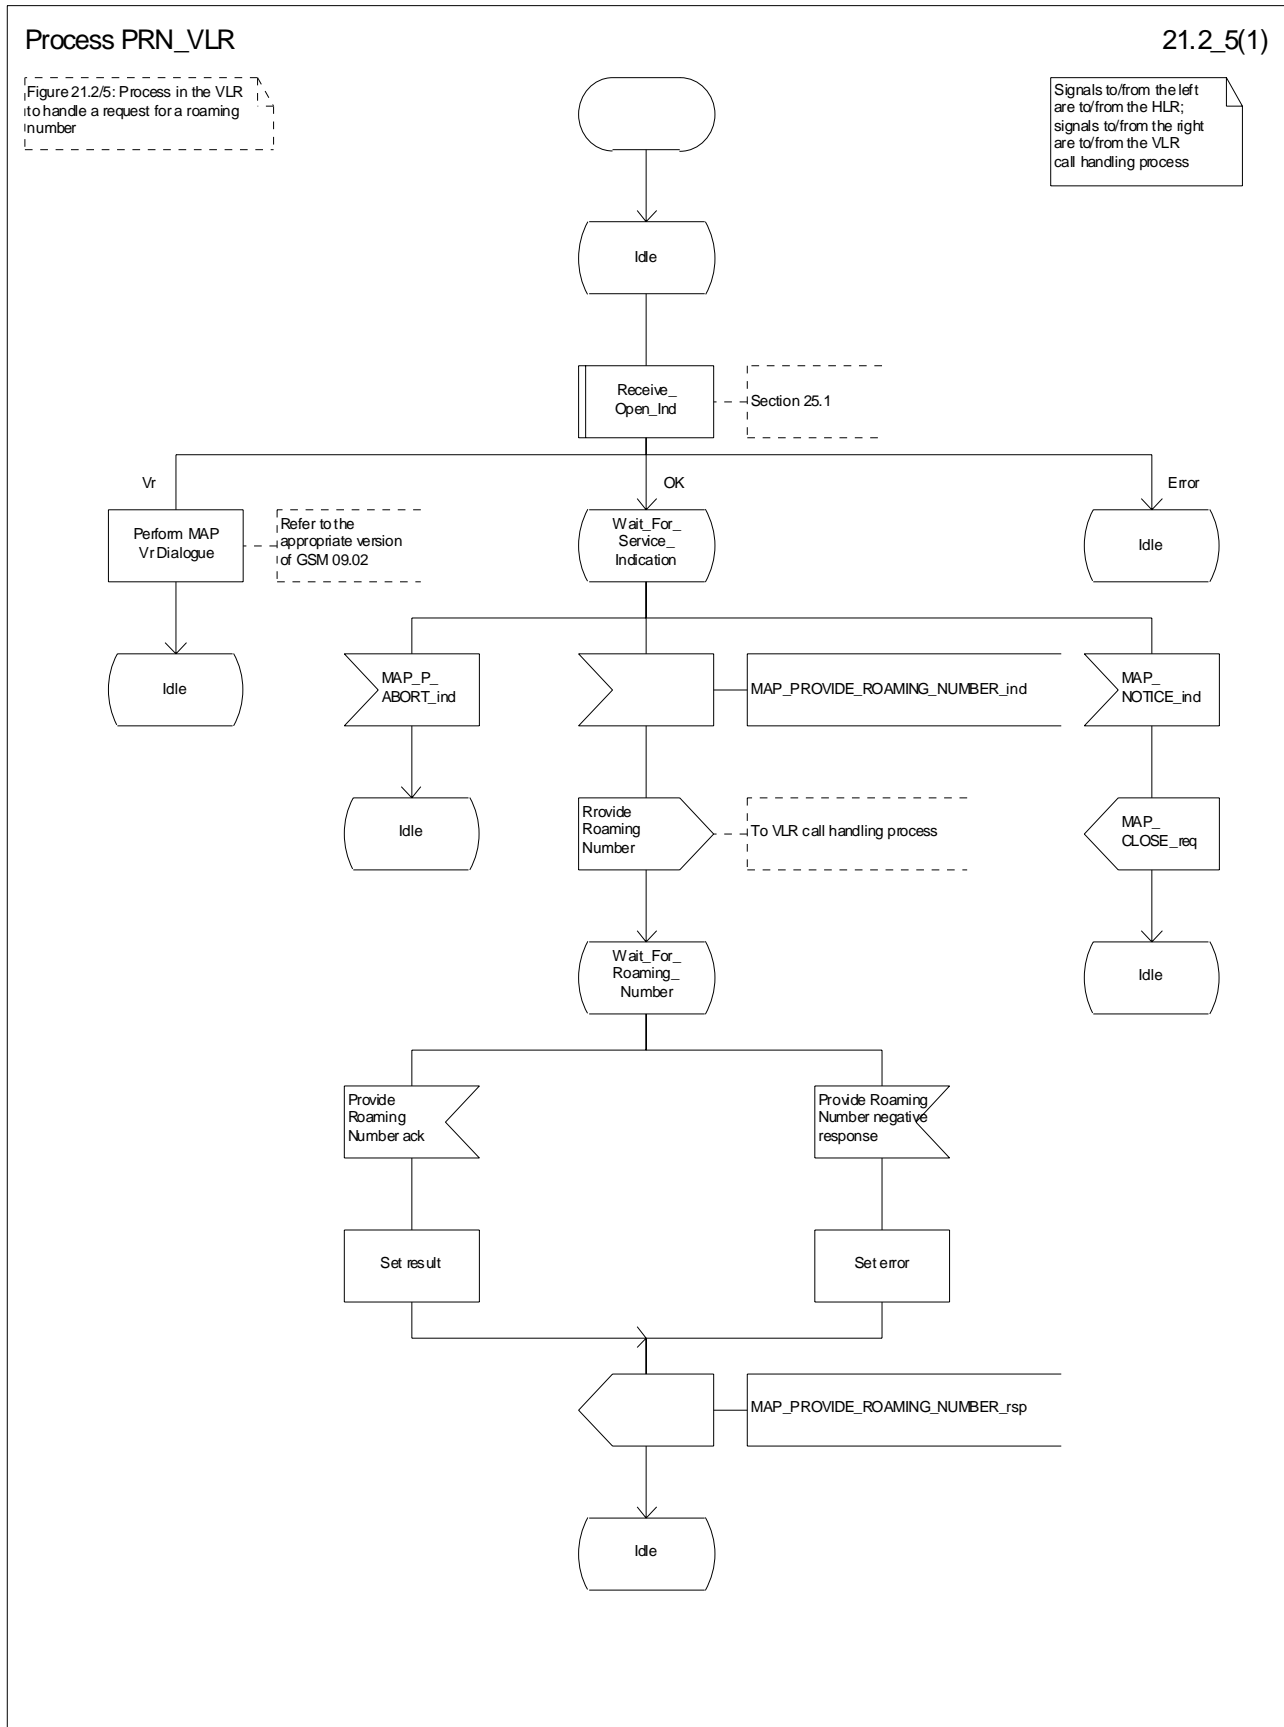 Process PRN_VLR
21.2_5(1)
Figure 21.2/5: Process in the VLR
to handle a request for a roaming
number
Signals to/from the left
are to/from the HLR;
signals to/from the right
are to/from the VLR
call handling process
Idle
Receive_
Open_Ind
Section 25.1
Vr
OK
Error
Perform MAP
Vr Dialogue
Refer to the
appropriate version
of GSM 09.02
Wait_For_
Service_
Indication
Idle
Idle
MAP_P_
ABORT_ind
MAP_PROVIDE_ROAMING_NUMBER_ind
MAP_
NOTICE_ind
Idle
Rrovide
Roaming
Number
To VLR call handling process
MAP_
CLOSE_req
Wait_For_
Roaming_
Number
Idle
Provide
Roaming
Number ack
Provide Roaming
Number negative
response
Set result
Set error
MAP_PROVIDE_ROAMING_NUMBER_rsp
Idle